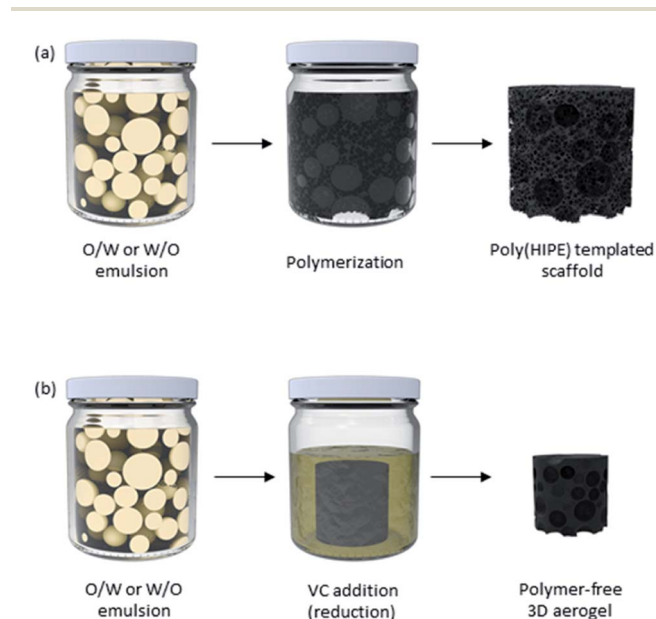 (a)
O/W or W/O
emulsion
Polymerization
Poly(HIPE) templated
scaffold
(b)
O/W or W/O
emulsion
VC addition
(reduction)
Polymer-free
3D aerogel